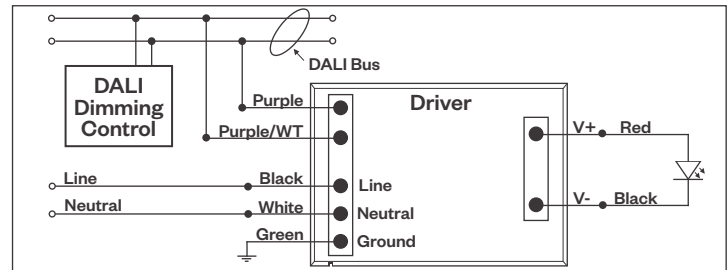 DALI Bus
DALI
Dimming
Control
Driver
Purple
Purple/WT
V+ Red
Line Black Line
Neutral White Neutral
V- Black
Green Ground